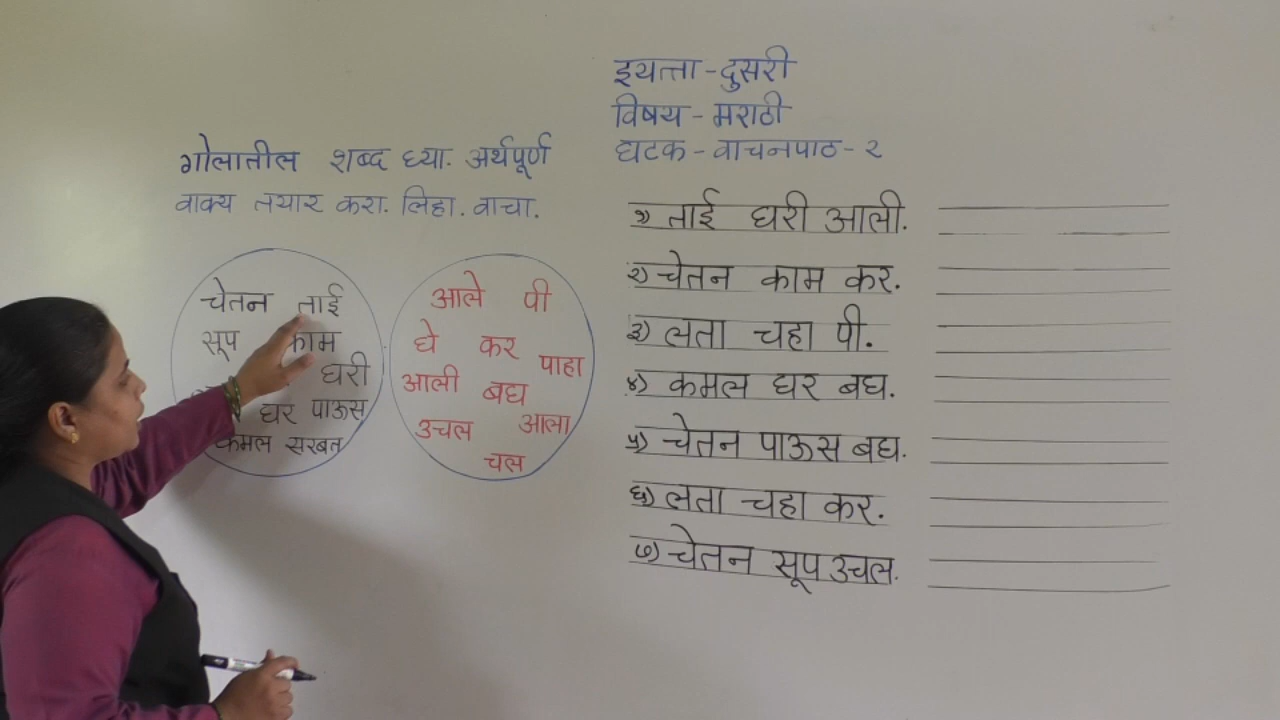 इयत्ता - दुसरी
विषय - मराठी
घटक - वाचनपाठ - २
गोलातील शब्द घ्या. अर्थपूर्ण
वाक्य तयार करा. लिहा. वाचा.
चेतन ताई
सूप काम
घरी
घर पाऊस
कमल सरबत
आले पी
घे कर पाहा
आली बघ
उचल आला
चल
१) ताई घरी आली.
२) चेतन काम कर.
३) लता चहा पी.
४) कमल घर बघ.
५) चेतन पाऊस बघ.
६) लता चहा कर.
७) चेतन सूप उचल.